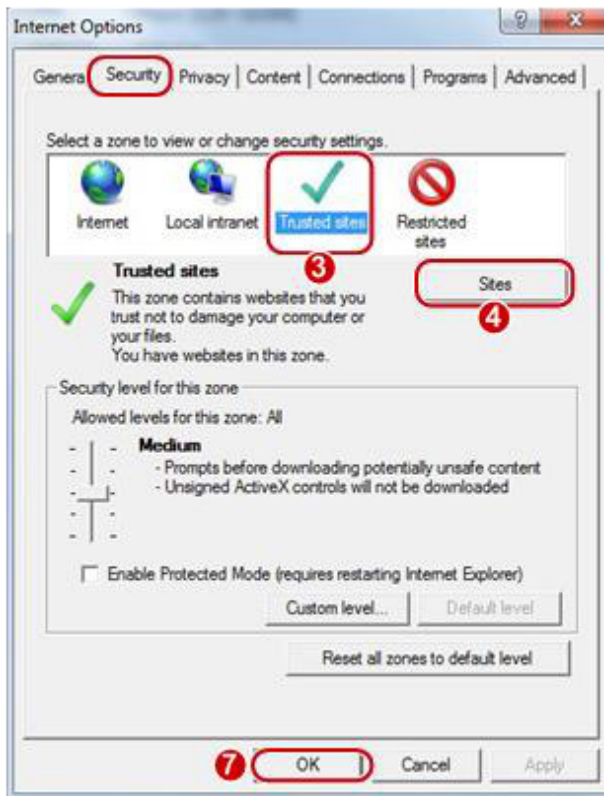 Internet Options
General Security Privacy Content Connections Programs Advanced
Select a zone to view or change security settings.
Internet Local intranet Trusted sites Restricted sites
3
Trusted sites
Sites
4
This zone contains websites that you
trust not to damage your computer or
your files.
You have websites in this zone.
Security level for this zone
Allowed levels for this zone: All
Medium
- Prompts before downloading potentially unsafe content
- Unsigned ActiveX controls will not be downloaded
Enable Protected Mode (requires restarting Internet Explorer)
Custom level... Default level
Reset all zones to default level
7 OK Cancel Apply